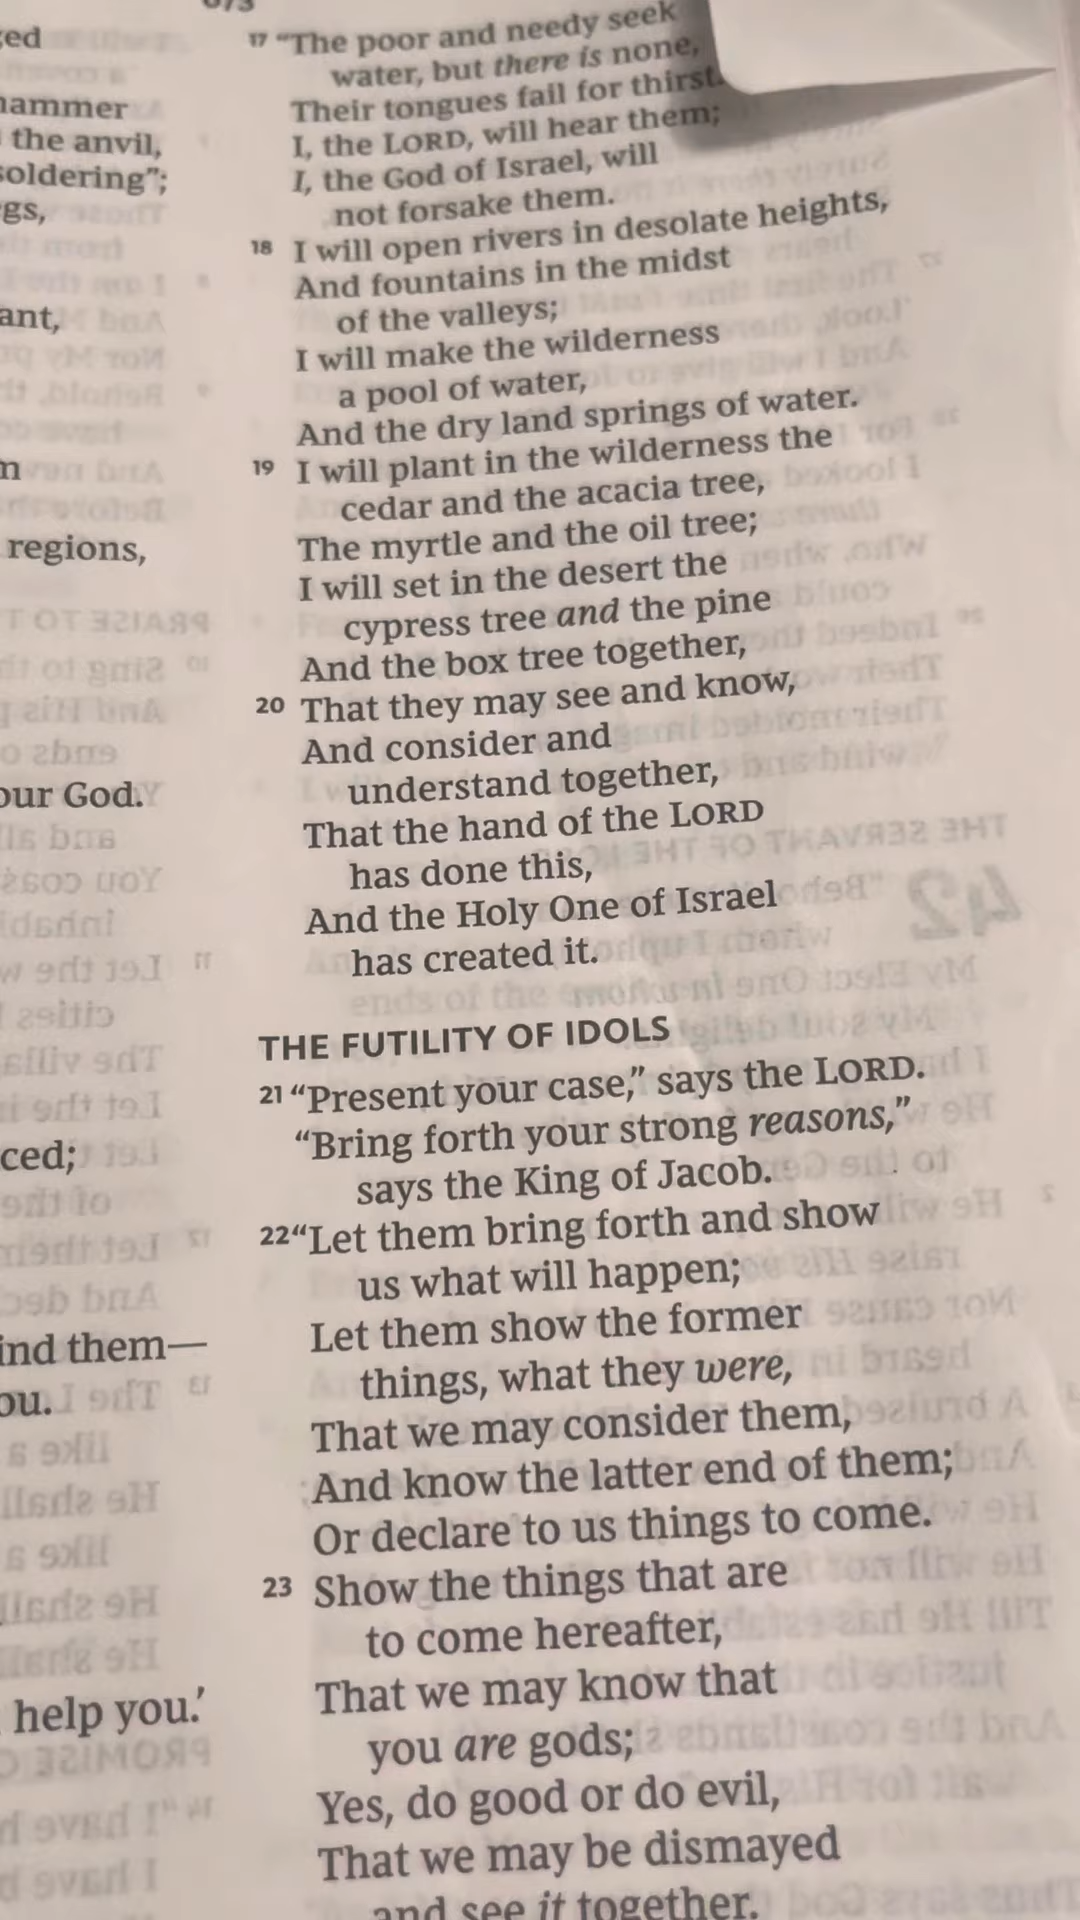 ged
hammer
the anvil,
soldering";
gs,
ant,
regions,
our God.
ced;
ind them—
ou.
help you.'
17 "The poor and needy seek
water, but there is none,
Their tongues fail for thirst.
I, the LORD, will hear them;
I, the God of Israel, will
not forsake them.
18 I will open rivers in desolate heights,
And fountains in the midst
of the valleys;
I will make the wilderness
a pool of water,
And the dry land springs of water.
19 I will plant in the wilderness the
cedar and the acacia tree,
The myrtle and the oil tree;
I will set in the desert the
cypress tree and the pine
And the box tree together,
20 That they may see and know,
And consider and
understand together,
That the hand of the LORD
has done this,
And the Holy One of Israel
has created it.
THE FUTILITY OF IDOLS
21 "Present your case," says the LORD.
"Bring forth your strong reasons,"
says the King of Jacob.
22 "Let them bring forth and show
us what will happen;
Let them show the former
things, what they were,
That we may consider them,
And know the latter end of them;
Or declare to us things to come.
23 Show the things that are
to come hereafter,
That we may know that
you are gods;
Yes, do good or do evil,
That we may be dismayed
and see it together.